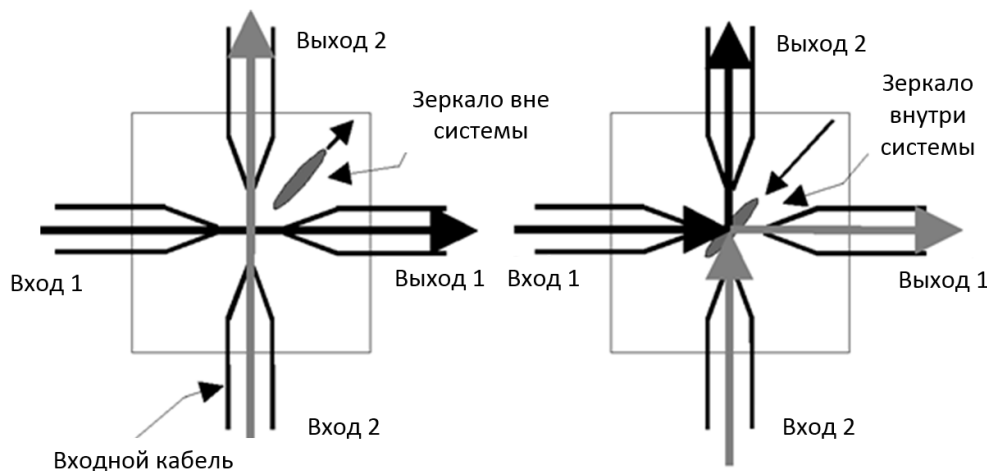 Выход 2
Зеркало вне
системы
Вход 1
Выход 1
Вход 2
Входной кабель
Выход 2
Зеркало
внутри
системы
Вход 1
Выход 1
Вход 2